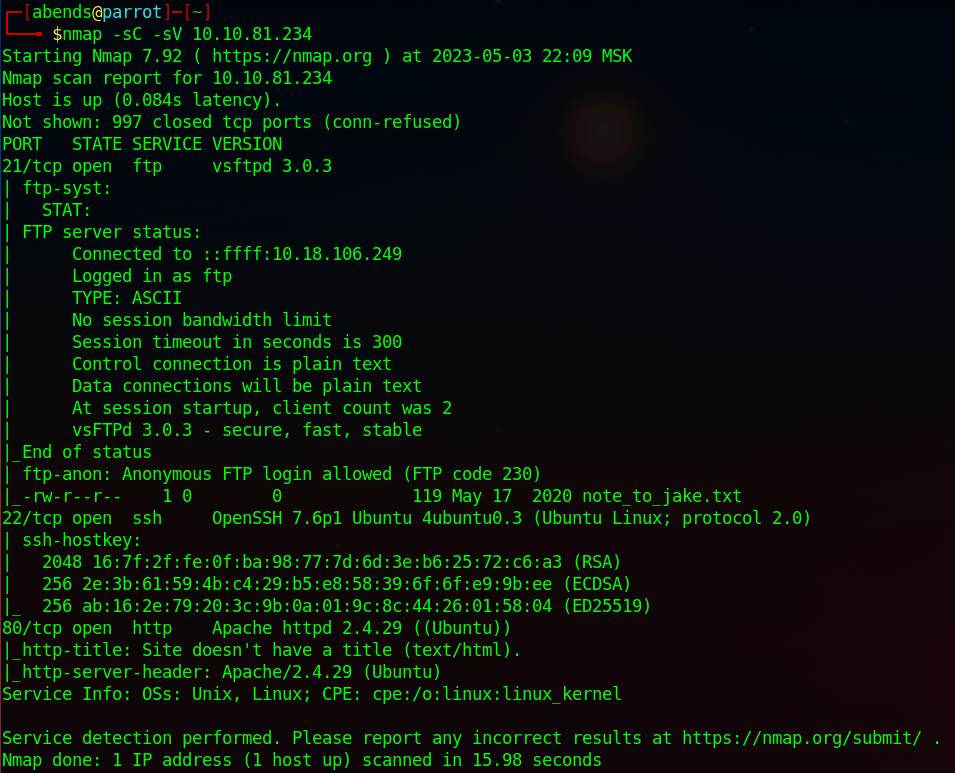 ┌─[abends@parrot]─[~]
└──╼ $nmap -sC -sV 10.10.81.234
Starting Nmap 7.92 ( https://nmap.org ) at 2023-05-03 22:09 MSK
Nmap scan report for 10.10.81.234
Host is up (0.084s latency).
Not shown: 997 closed tcp ports (conn-refused)
PORT   STATE SERVICE VERSION
21/tcp open  ftp     vsftpd 3.0.3
| ftp-syst:
|   STAT:
| FTP server status:
|      Connected to ::ffff:10.18.106.249
|      Logged in as ftp
|      TYPE: ASCII
|      No session bandwidth limit
|      Session timeout in seconds is 300
|      Control connection is plain text
|      Data connections will be plain text
|      At session startup, client count was 2
|      vsFTPd 3.0.3 - secure, fast, stable
|_End of status
| ftp-anon: Anonymous FTP login allowed (FTP code 230)
|_-rw-r--r--    1 0        0             119 May 17  2020 note_to_jake.txt
22/tcp open  ssh     OpenSSH 7.6p1 Ubuntu 4ubuntu0.3 (Ubuntu Linux; protocol 2.0)
| ssh-hostkey:
|   2048 16:7f:2f:fe:0f:ba:98:77:7d:6d:3e:b6:25:72:c6:a3 (RSA)
|   256 2e:3b:61:59:4b:c4:29:b5:e8:58:39:6f:6f:e9:9b:ee (ECDSA)
|_  256 ab:16:2e:79:20:3c:9b:0a:01:9c:8c:44:26:01:58:04 (ED25519)
80/tcp open  http    Apache httpd 2.4.29 ((Ubuntu))
|_http-title: Site doesn't have a title (text/html).
|_http-server-header: Apache/2.4.29 (Ubuntu)
Service Info: OSs: Unix, Linux; CPE: cpe:/o:linux:linux_kernel
Service detection performed. Please report any incorrect results at https://nmap.org/submit/ .
Nmap done: 1 IP address (1 host up) scanned in 15.98 seconds